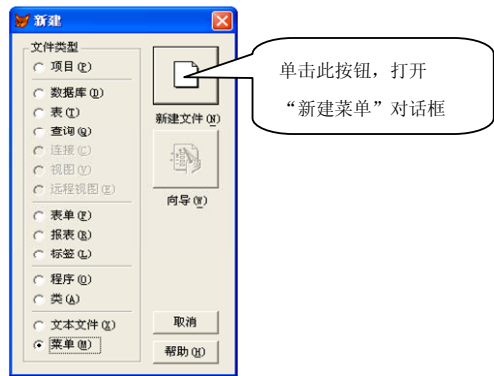 新建
文件类型
项目(P)
数据库(D)
表(T)
查询(Q)
连接(C)
视图(V)
远程视图(E)
表单(F)
报表(R)
标签(L)
程序(O)
类(A)
文本文件(X)
菜单(M)
新建文件(N)
向导(W)
取消
帮助(H)
单击此按钮，打开
“新建菜单”对话框